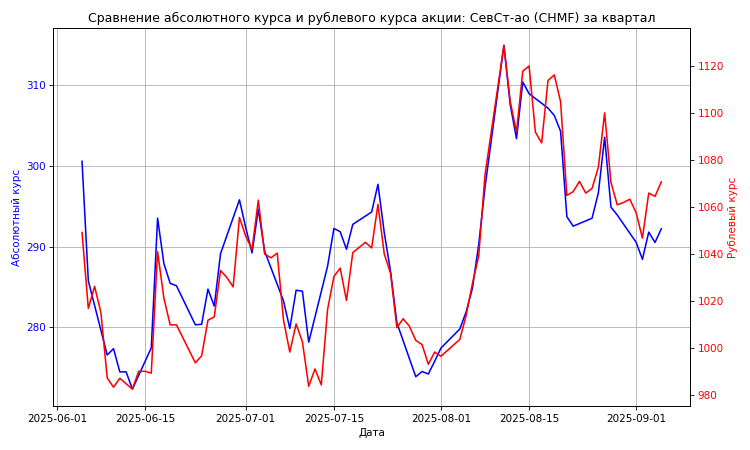 Сравнение абсолютного курса и рублевого курса акции: СевСт-ао (CHMF) за квартал
Абсолютный курс
310
300
290
280
Рублевый курс
1120
1100
1080
1060
1040
1020
1000
980
2025-06-01 2025-06-15 2025-07-01 2025-07-15 2025-08-01 2025-08-15 2025-09-01
Дата